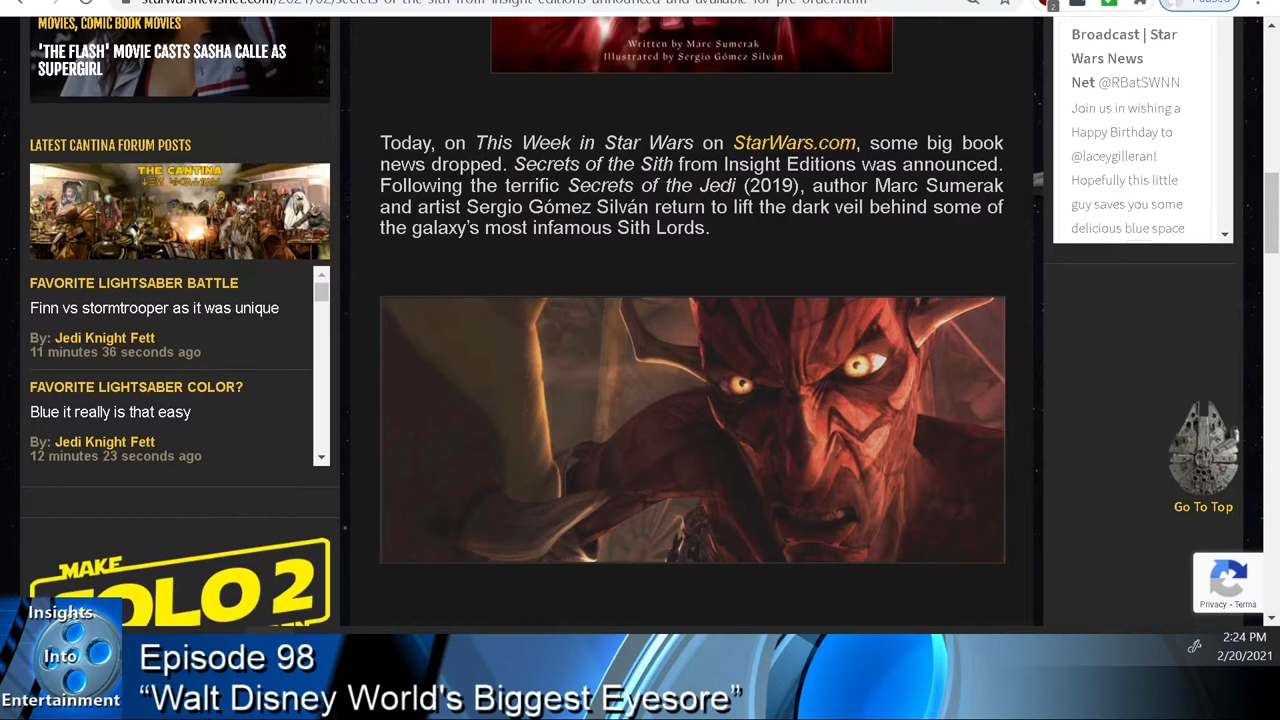 starwarsnewsnet.com/2021/02/secrets-of-the-sith-from-insight-editions-announced-and-available-for-pre-order.html
Paused
2
MOVIES, COMIC BOOK MOVIES
'THE FLASH' MOVIE CASTS SASHA CALLE AS
SUPERGIRL
LATEST CANTINA FORUM POSTS
THE CANTINA
FAVORITE LIGHTSABER BATTLE
Finn vs stormtrooper as it was unique
By: Jedi Knight Fett
11 minutes 36 seconds ago
FAVORITE LIGHTSABER COLOR?
Blue it really is that easy
By: Jedi Knight Fett
12 minutes 23 seconds ago
MAKE
SOLO 2
Written by Marc Sumerak
Illustrated by Sergio Gómez Silván
Today, on This Week in Star Wars on StarWars.com, some big book
news dropped. Secrets of the Sith from Insight Editions was announced.
Following the terrific Secrets of the Jedi (2019), author Marc Sumerak
and artist Sergio Gómez Silván return to lift the dark veil behind some of
the galaxy's most infamous Sith Lords.
Broadcast | Star
Wars News
Net @RBatSWNN
Join us in wishing a
Happy Birthday to
@laceygilleran!
Hopefully this little
guy saves you some
delicious blue space
Go To Top
Privacy - Terms
2:24 PM
2/20/2021
Insights
Into
Entertainment
Episode 98
“Walt Disney World's Biggest Eyesore”